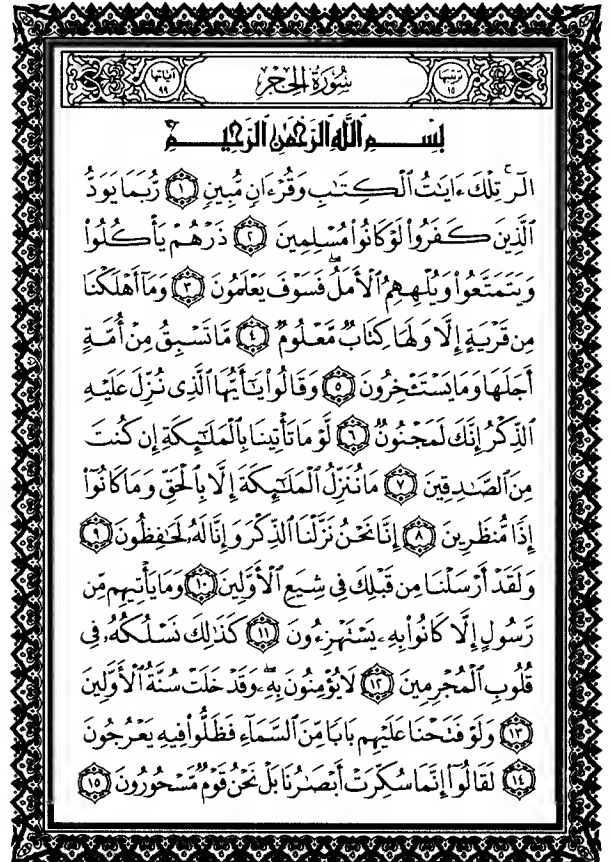 ترتيبها ١٥ سُورَةُ الحِجْرِ آياتها ٩٩
بِسْمِ ٱللَّهِ ٱلرَّحْمَٰنِ ٱلرَّحِيمِ
الٓر ۚ تِلْكَ ءَايَٰتُ ٱلْكِتَٰبِ وَقُرْءَانٍ مُّبِينٍ ١ رُّبَمَا يَوَدُّ
ٱلَّذِينَ كَفَرُوا۟ لَوْ كَانُوا۟ مُسْلِمِينَ ٢ ذَرْهُمْ يَأْكُلُوا۟
وَيَتَمَتَّعُوا۟ وَيُلْهِهِمُ ٱلْأَمَلُ ۖ فَسَوْفَ يَعْلَمُونَ ٣ وَمَآ أَهْلَكْنَا
مِن قَرْيَةٍ إِلَّا وَلَهَا كِتَابٌ مَّعْلُومٌ ٤ مَّا تَسْبِقُ مِنْ أُمَّةٍ
أَجَلَهَا وَمَا يَسْتَـْٔخِرُونَ ٥ وَقَالُوا۟ يَٰٓأَيُّهَا ٱلَّذِى نُزِّلَ عَلَيْهِ
ٱلذِّكْرُ إِنَّكَ لَمَجْنُونٌ ٦ لَّوْ مَا تَأْتِينَا بِٱلْمَلَٰٓئِكَةِ إِن كُنتَ
مِنَ ٱلصَّٰدِقِينَ ٧ مَا نُنَزِّلُ ٱلْمَلَٰٓئِكَةَ إِلَّا بِٱلْحَقِّ وَمَا كَانُوٓا۟
إِذًا مُّنظَرِينَ ٨ إِنَّا نَحْنُ نَزَّلْنَا ٱلذِّكْرَ وَإِنَّا لَهُۥ لَحَٰفِظُونَ ٩
وَلَقَدْ أَرْسَلْنَا مِن قَبْلِكَ فِى شِيَعِ ٱلْأَوَّلِينَ ١٠ وَمَا يَأْتِيهِم مِّن
رَّسُولٍ إِلَّا كَانُوا۟ بِهِۦ يَسْتَهْزِءُونَ ١١ كَذَٰلِكَ نَسْلُكُهُۥ فِى
قُلُوبِ ٱلْمُجْرِمِينَ ١٢ لَا يُؤْمِنُونَ بِهِۦ ۖ وَقَدْ خَلَتْ سُنَّةُ ٱلْأَوَّلِينَ
١٣ وَلَوْ فَتَحْنَا عَلَيْهِم بَابًا مِّنَ ٱلسَّمَآءِ فَظَلُّوا۟ فِيهِ يَعْرُجُونَ
١٤ لَقَالُوٓا۟ إِنَّمَا سُكِّرَتْ أَبْصَٰرُنَا بَلْ نَحْنُ قَوْمٌ مَّسْحُورُونَ ١٥